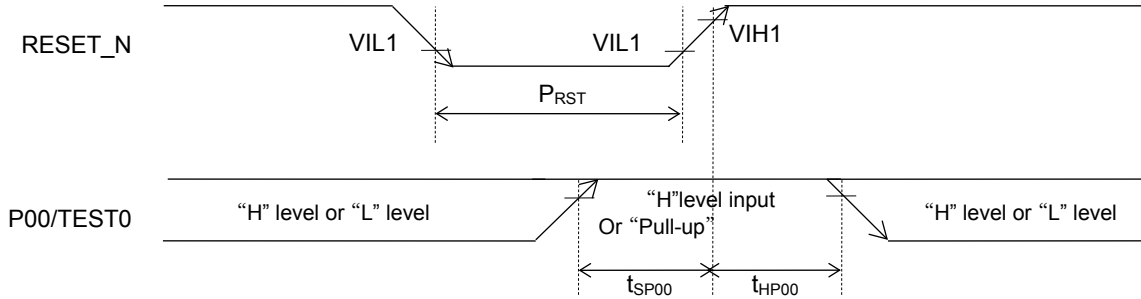 RESET_N
VIL1
VIL1
VIH1
PRST
P00/TEST0
“H” level or “L” level
“H”level input
Or “Pull-up”
“H” level or “L” level
tSP00
tHP00